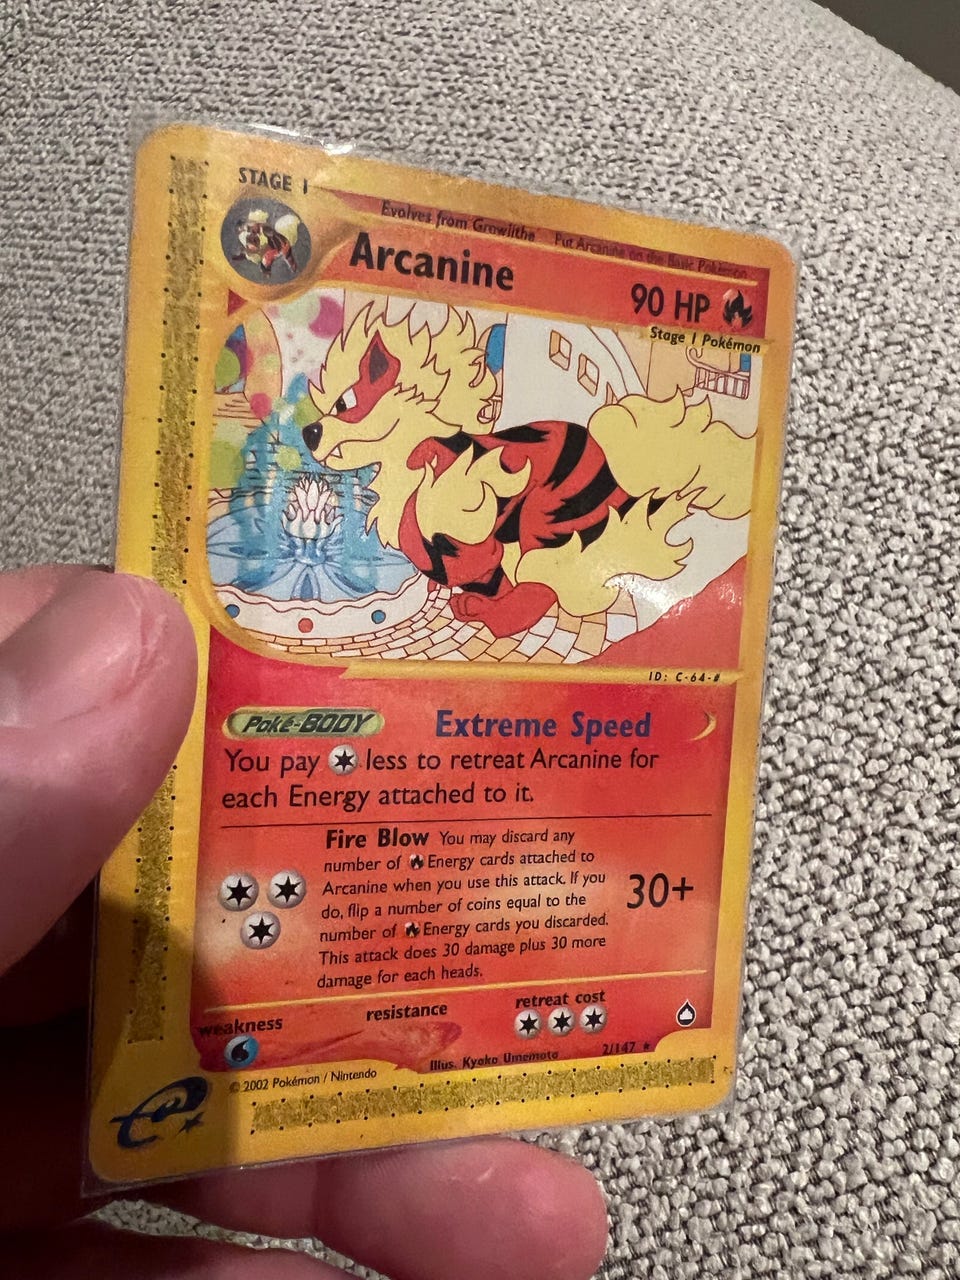 STAGE 1
Evolves from Growlithe Put Arcanine on the Basic Pokémon
Arcanine
90 HP
Stage 1 Pokémon
ID: C-64-#
Poké-BODY Extreme Speed
You pay less to retreat Arcanine for
each Energy attached to it.
Fire Blow You may discard any
number of Energy cards attached to
Arcanine when you use this attack. If you
do, flip a number of coins equal to the
number of Energy cards you discarded.
This attack does 30 damage plus 30 more
damage for each heads.
30+
weakness
resistance
retreat cost
Illus. Kyoko Umemoto
2/147 ★
© 2002 Pokémon / Nintendo
e